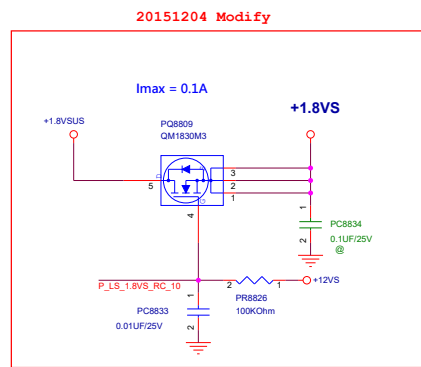 20151204 Modify
Imax = 0.1A
+1.8VS
+1.8VSUS
PQ8809
QM1830M3
D
S
3
5
2
1
G
4
1
PC8834
2
0.1UF/25V
@
+12VS
P_LS_1.8VS_RC_10
2
1
1
PR8826
PC8833
100KOhm
0.01UF/25V
2